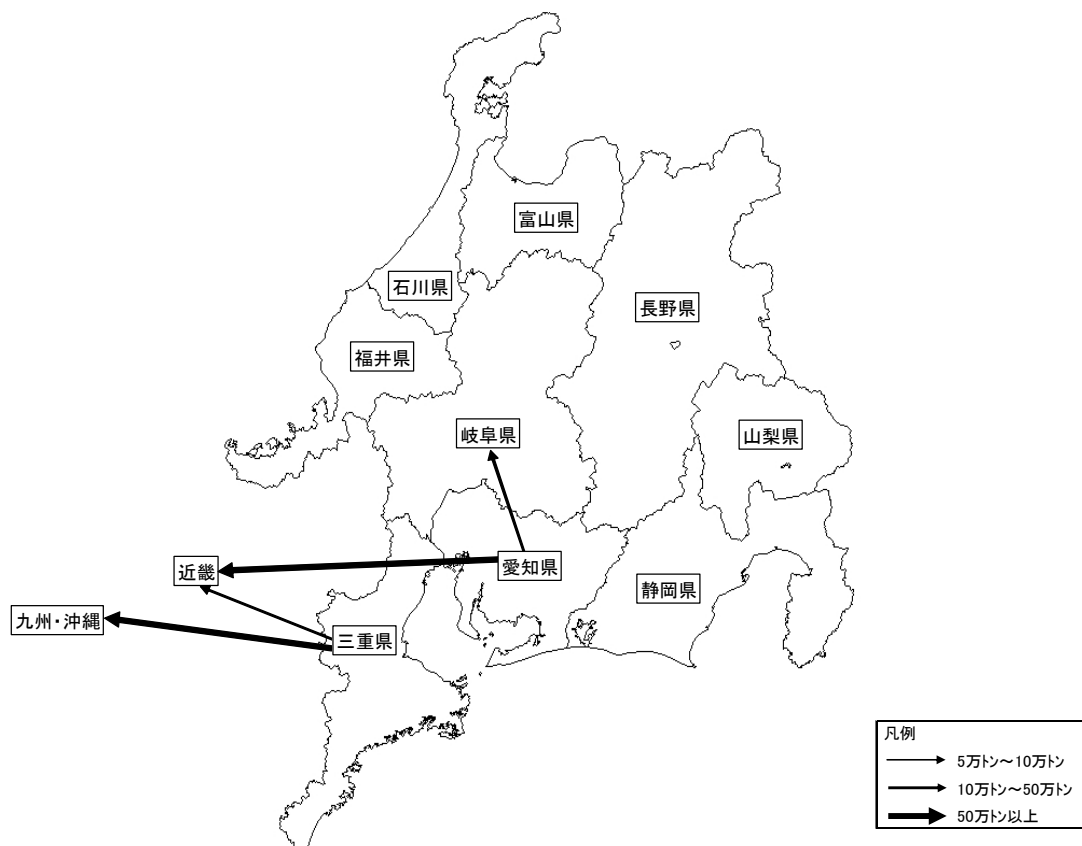 富山県
石川県
長野県
福井県
岐阜県
山梨県
愛知県
近畿
静岡県
九州・沖縄
三重県
凡例
5万トン～10万トン
10万トン～50万トン
50万トン以上